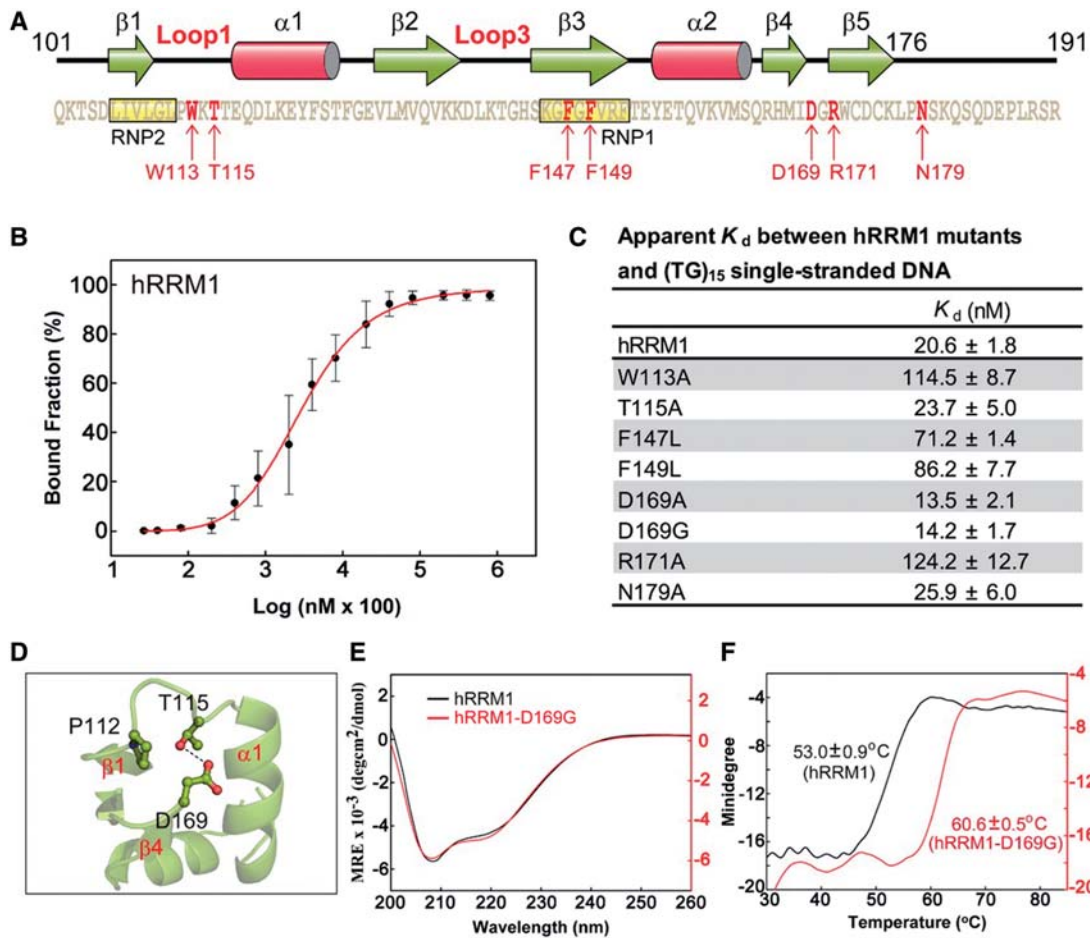 A
101
β1
Loop1
α1
β2
Loop3
β3
α2
β4
β5
176
191
QKTSDLIVLGLPWKTTEQDLKEYFSTFGEVLMVQVKKDLKTGHSKGFGFVRFTEYETQVKVMSQRHMIDGRWCDCKLPNSKQSQDEPLRSR
RNP2
RNP1
W113
T115
F147
F149
D169
R171
N179
B
hRRM1
Bound Fraction (%)
100
80
60
40
20
0
1 2 3 4 5 6
Log (nM x 100)
C
Apparent Kd between hRRM1 mutants
and (TG)15 single-stranded DNA
Kd (nM)
hRRM1 20.6 ± 1.8
W113A 114.5 ± 8.7
T115A 23.7 ± 5.0
F147L 71.2 ± 1.4
F149L 86.2 ± 7.7
D169A 13.5 ± 2.1
D169G 14.2 ± 1.7
R171A 124.2 ± 12.7
N179A 25.9 ± 6.0
D
T115
P112
β1
α1
D169
β4
E
MRE x 10-3 (degcm2/dmol)
2
0
-2
-4
-6
hRRM1
hRRM1-D169G
2
0
-2
-4
-6
200 210 220 230 240 250 260
Wavelength (nm)
F
Minidegree
-4
-8
-12
-16
-20
53.0±0.9°C
(hRRM1)
60.6±0.5°C
(hRRM1-D169G)
-4
-8
-12
-16
-20
30 40 50 60 70 80
Temperature (°C)